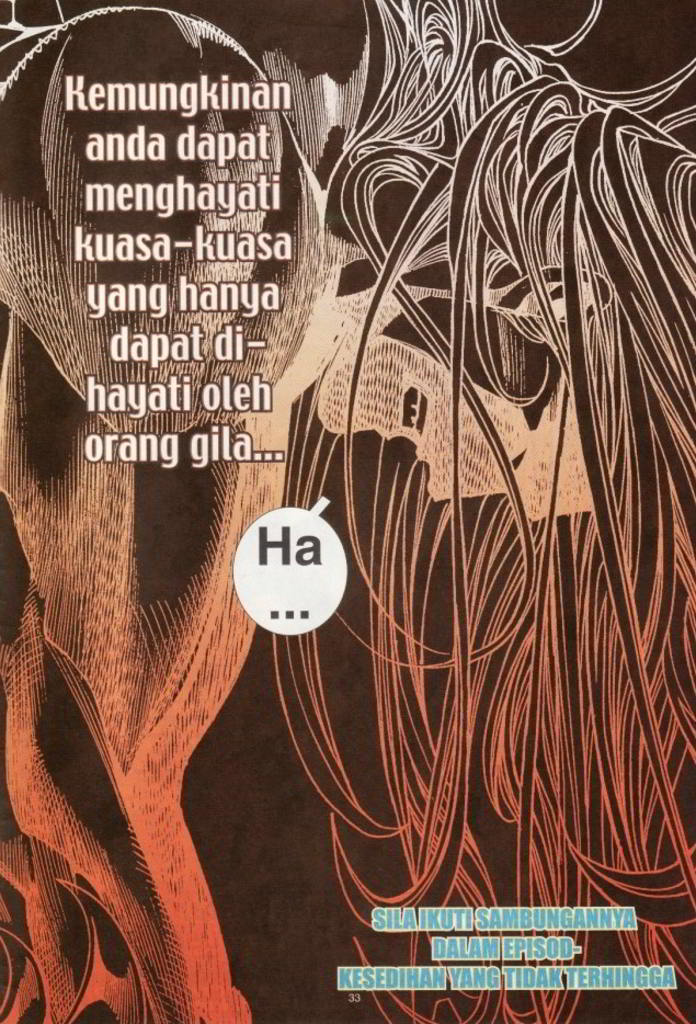 Kemungkinan
anda dapat
menghayati
kuasa-kuasa
yang hanya
dapat di-
hayati oleh
orang gila...
Ha
...
SILA IKUTI SAMBUNGANNYA
DALAM EPISOD-
KESEDIHAN YANG TIDAK TERHINGGA
33